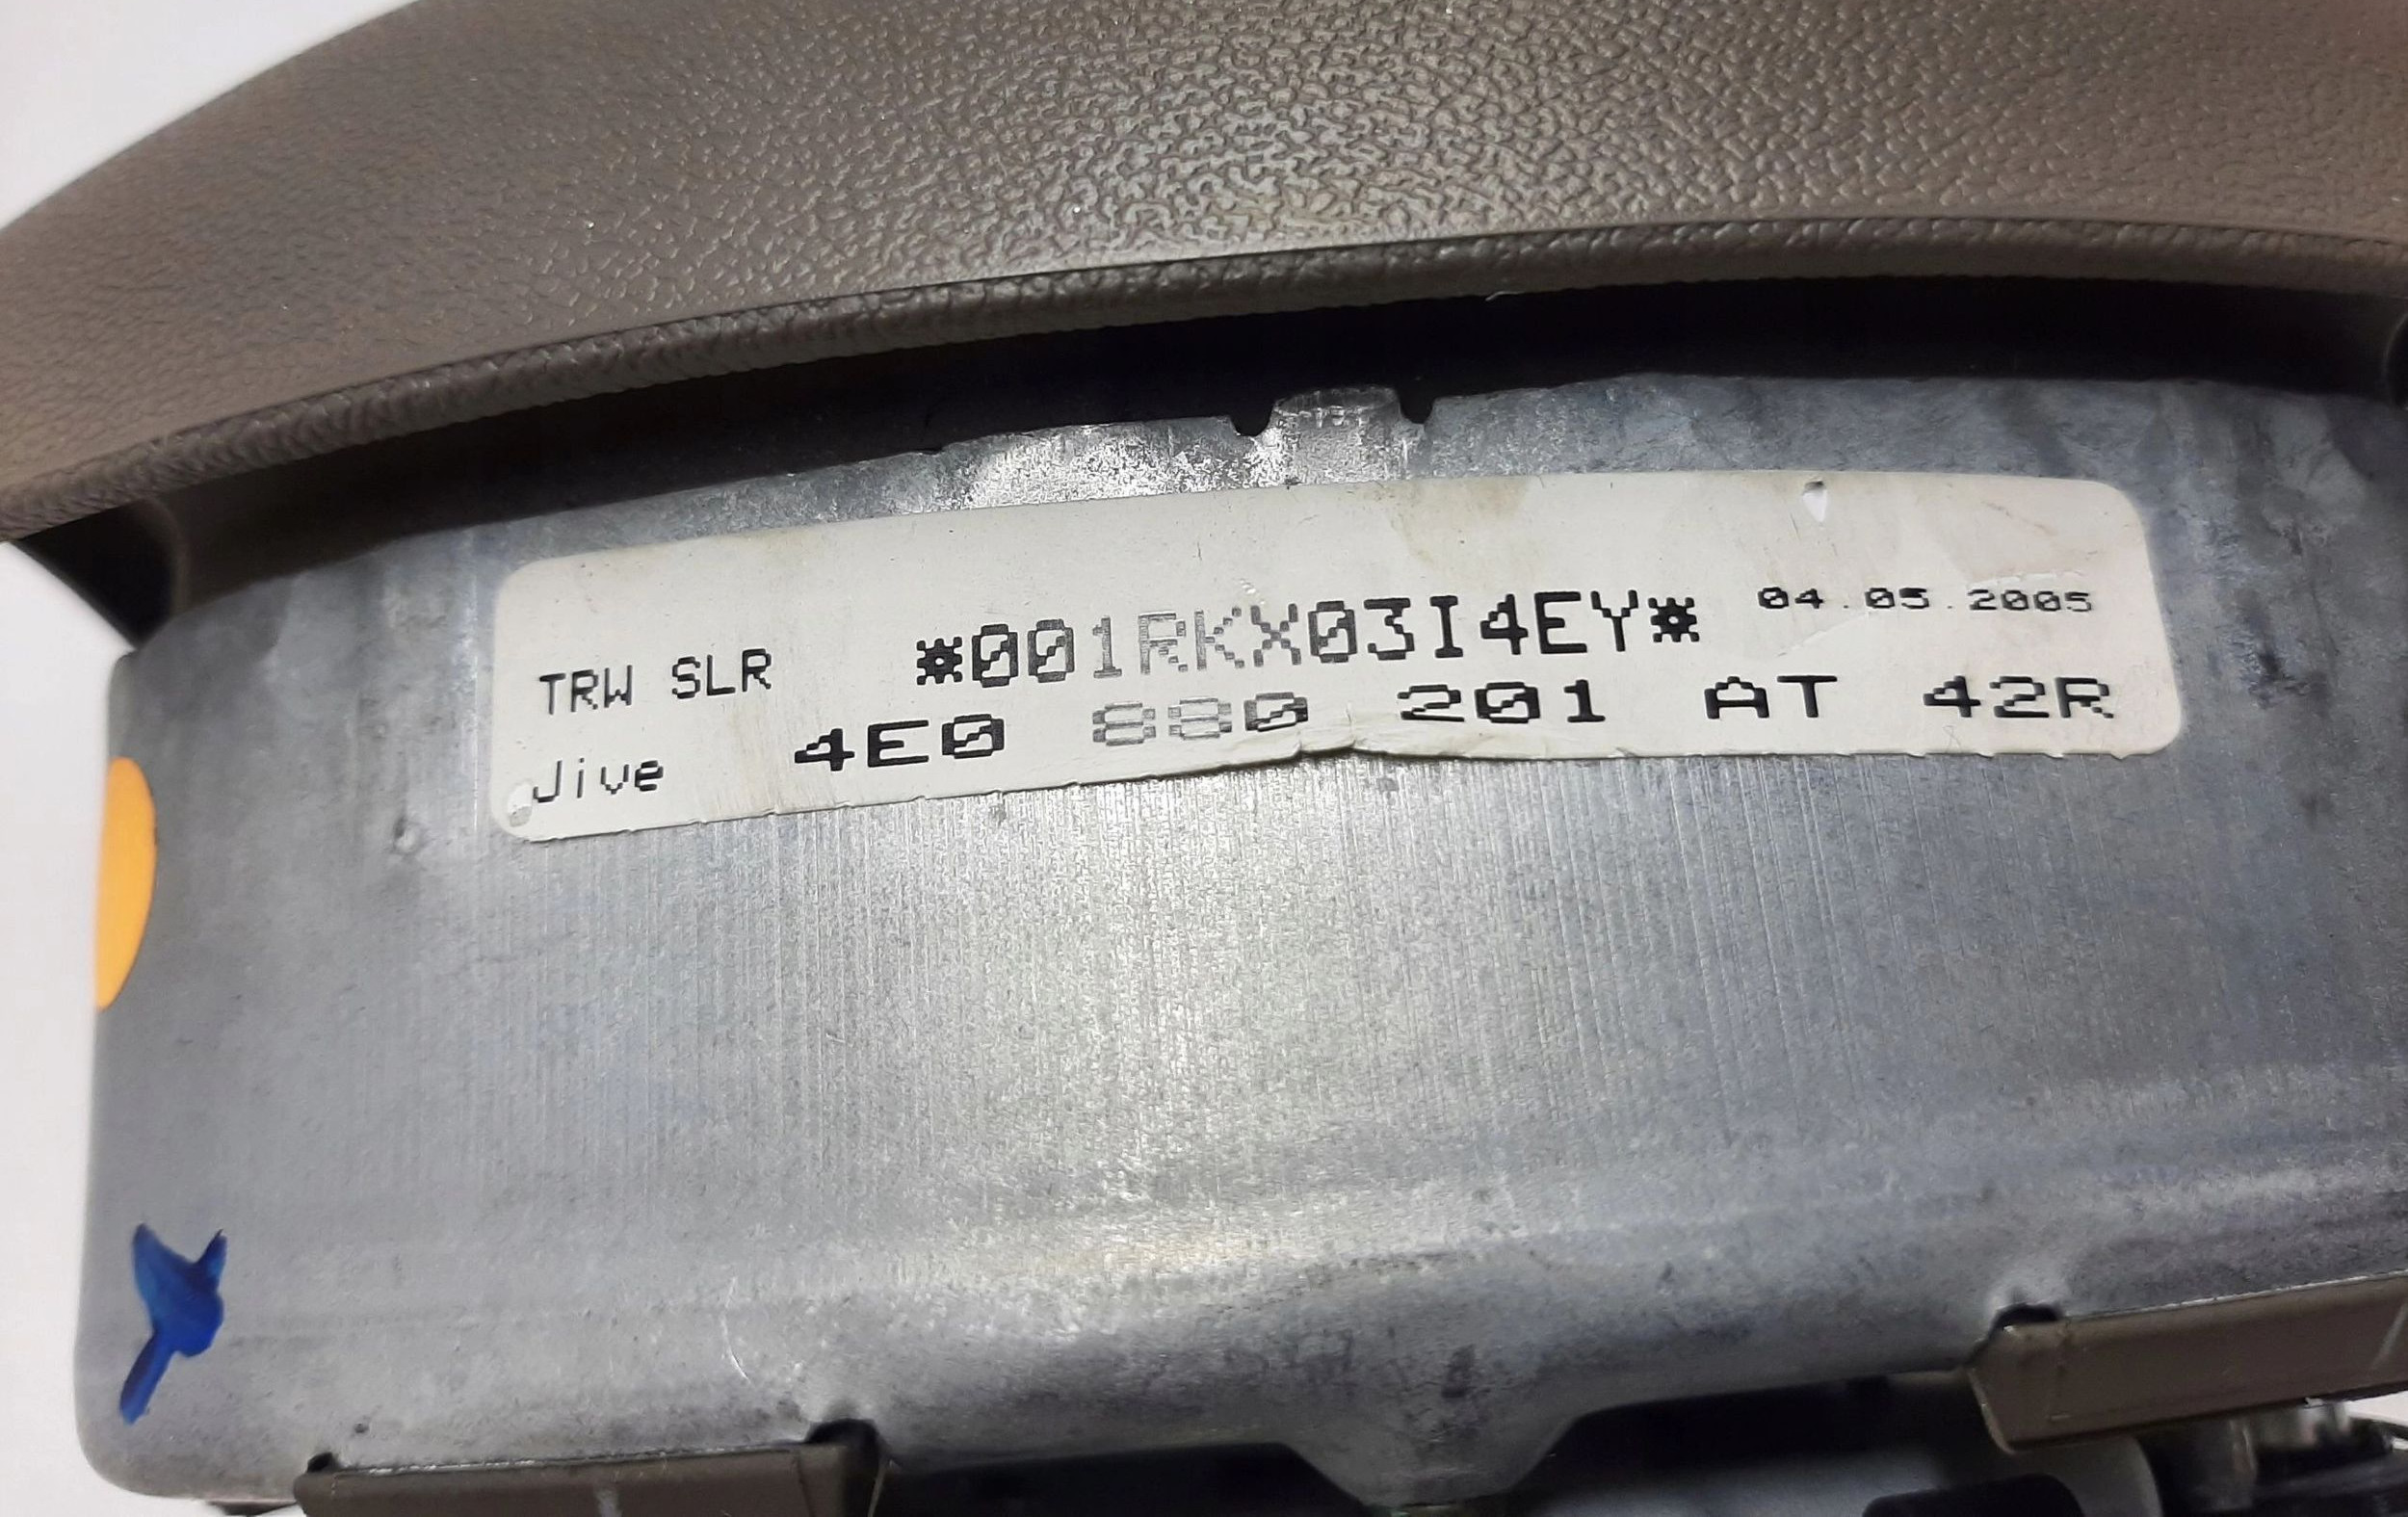 TRW SLR *001RKX03I4EY* 04.05.2005
Jive 4E0 880 201 AT 42R